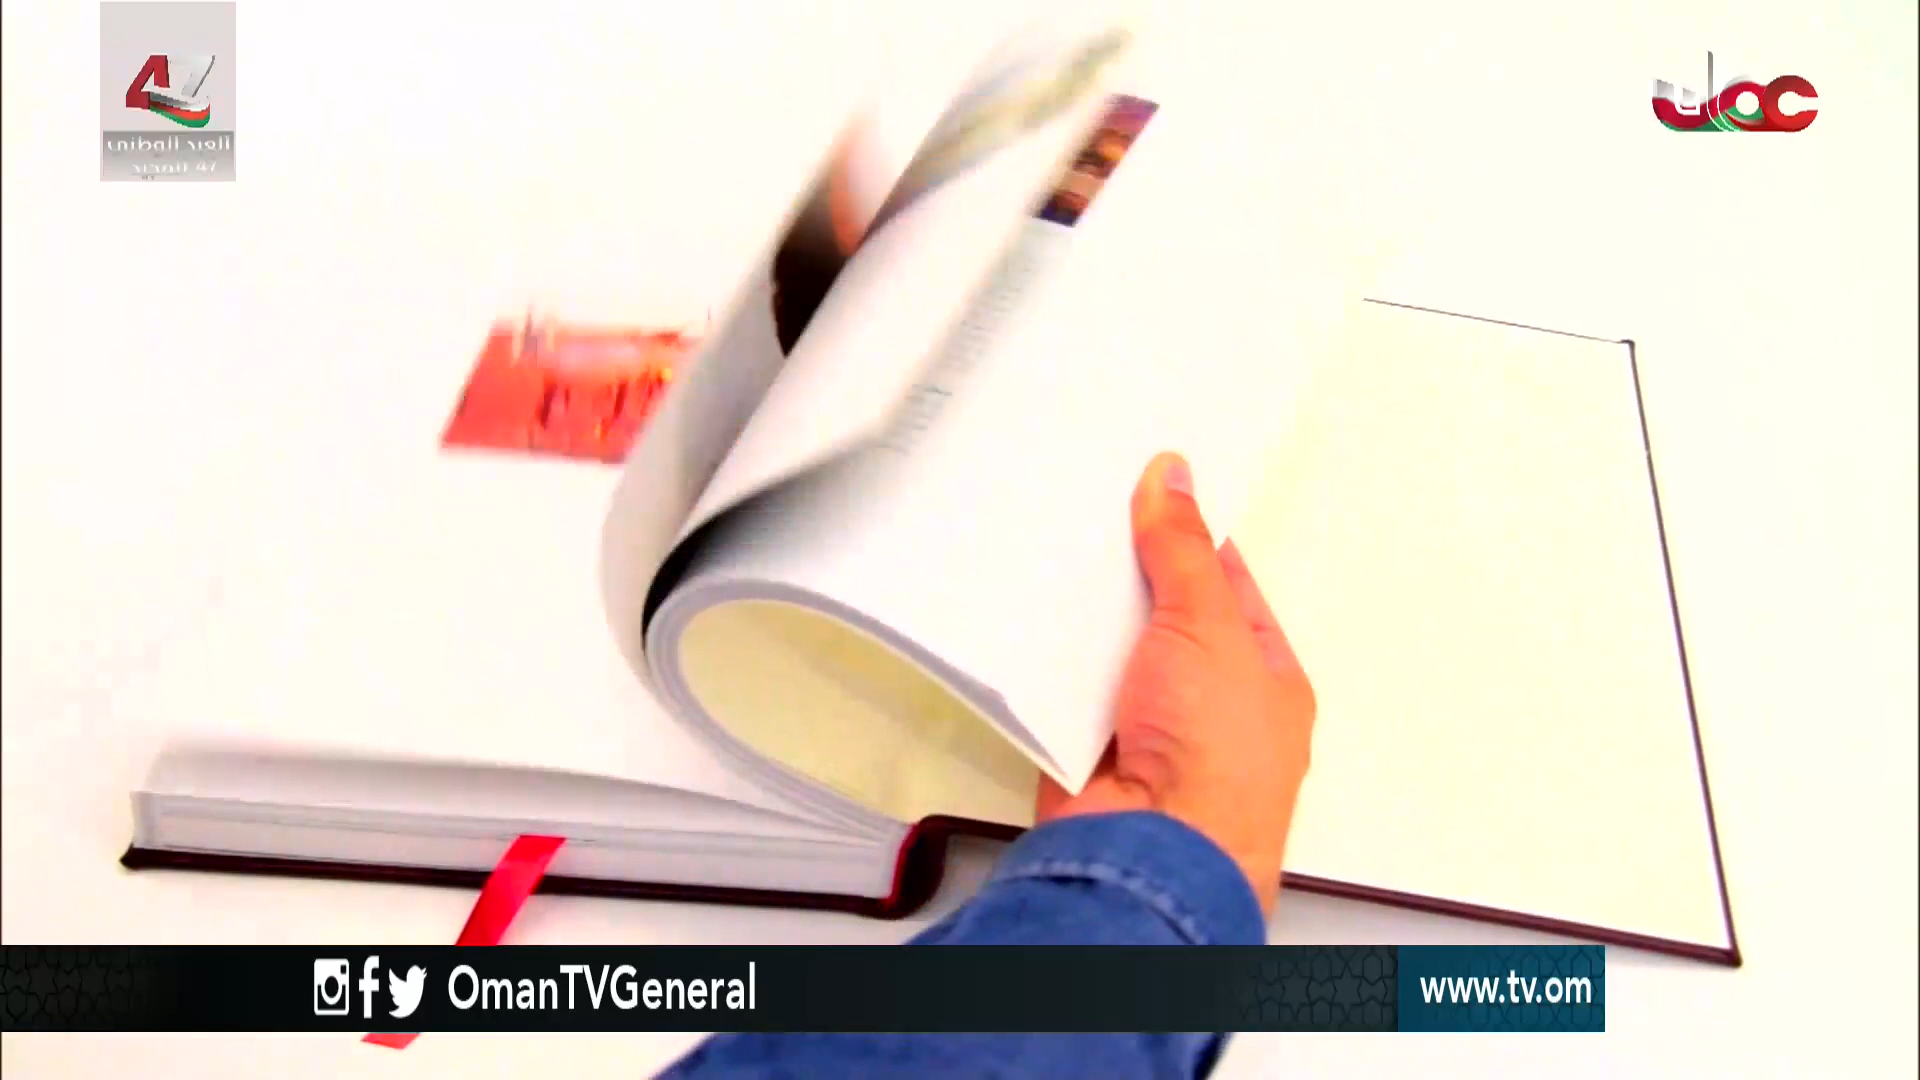 47
العيد الوطني
47 المجيد
عمان
OmanTVGeneral
www.tv.om